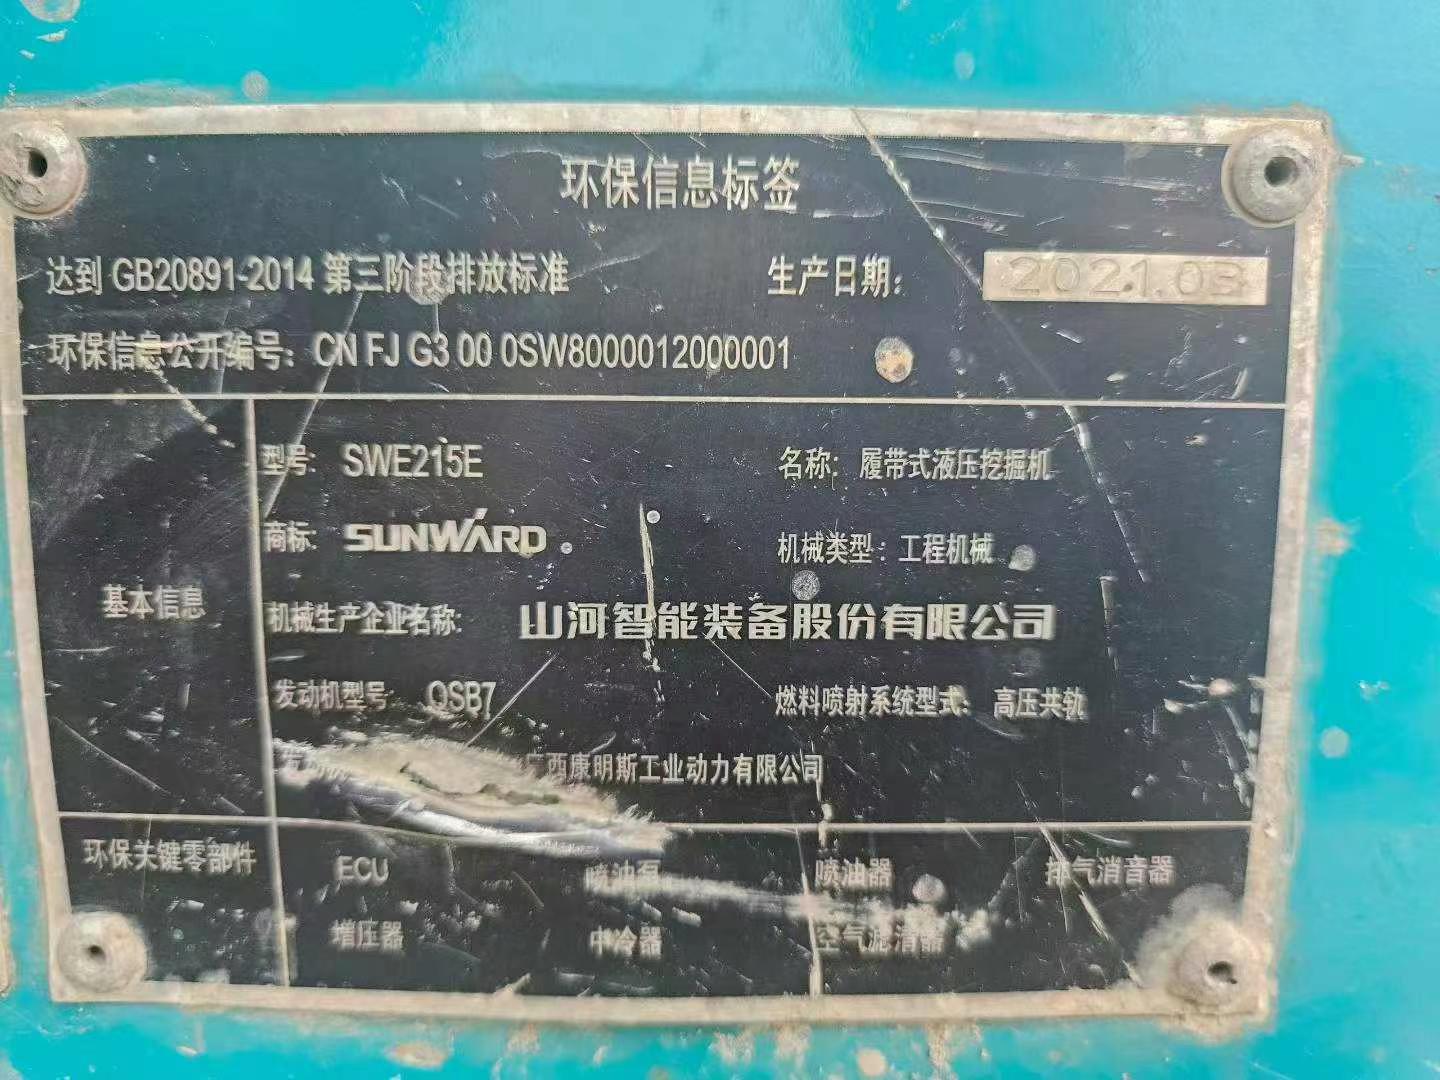 环保信息标签
达到 GB20891-2014 第三阶段排放标准 生产日期： 2021.03
环保信息公开编号： CN FJ G3 00 0SW8000012000001
型号： SWE215E 名称： 履带式液压挖掘机
商标： SUNWARD 机械类型： 工程机械
基本信息
机械生产企业名称： 山河智能装备股份有限公司
发动机型号 QSB7 燃料喷射系统型式： 高压共轨
发动机 西康明斯工业动力有限公司
环保关键零部件 ECU 喷油泵 喷油器 排气消音器
增压器 中冷器 空气滤清器